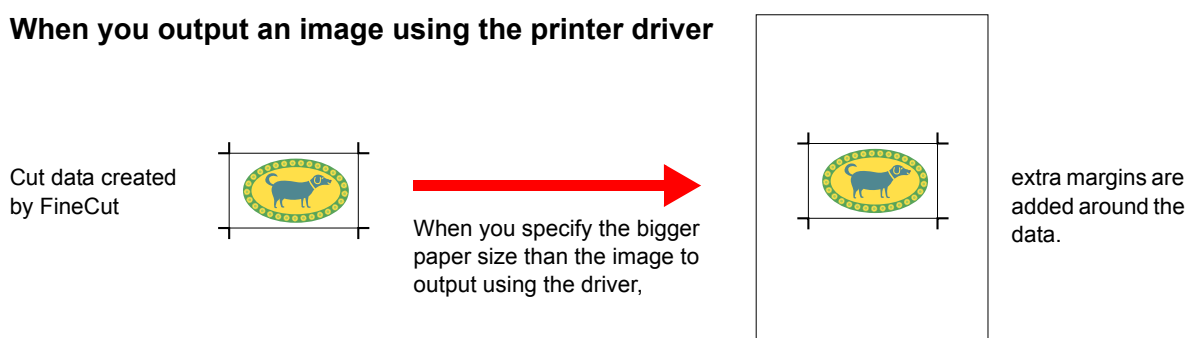 When you output an image using the printer driver
Cut data created
by FineCut
When you specify the bigger
paper size than the image to
output using the driver,
extra margins are
added around the
data.